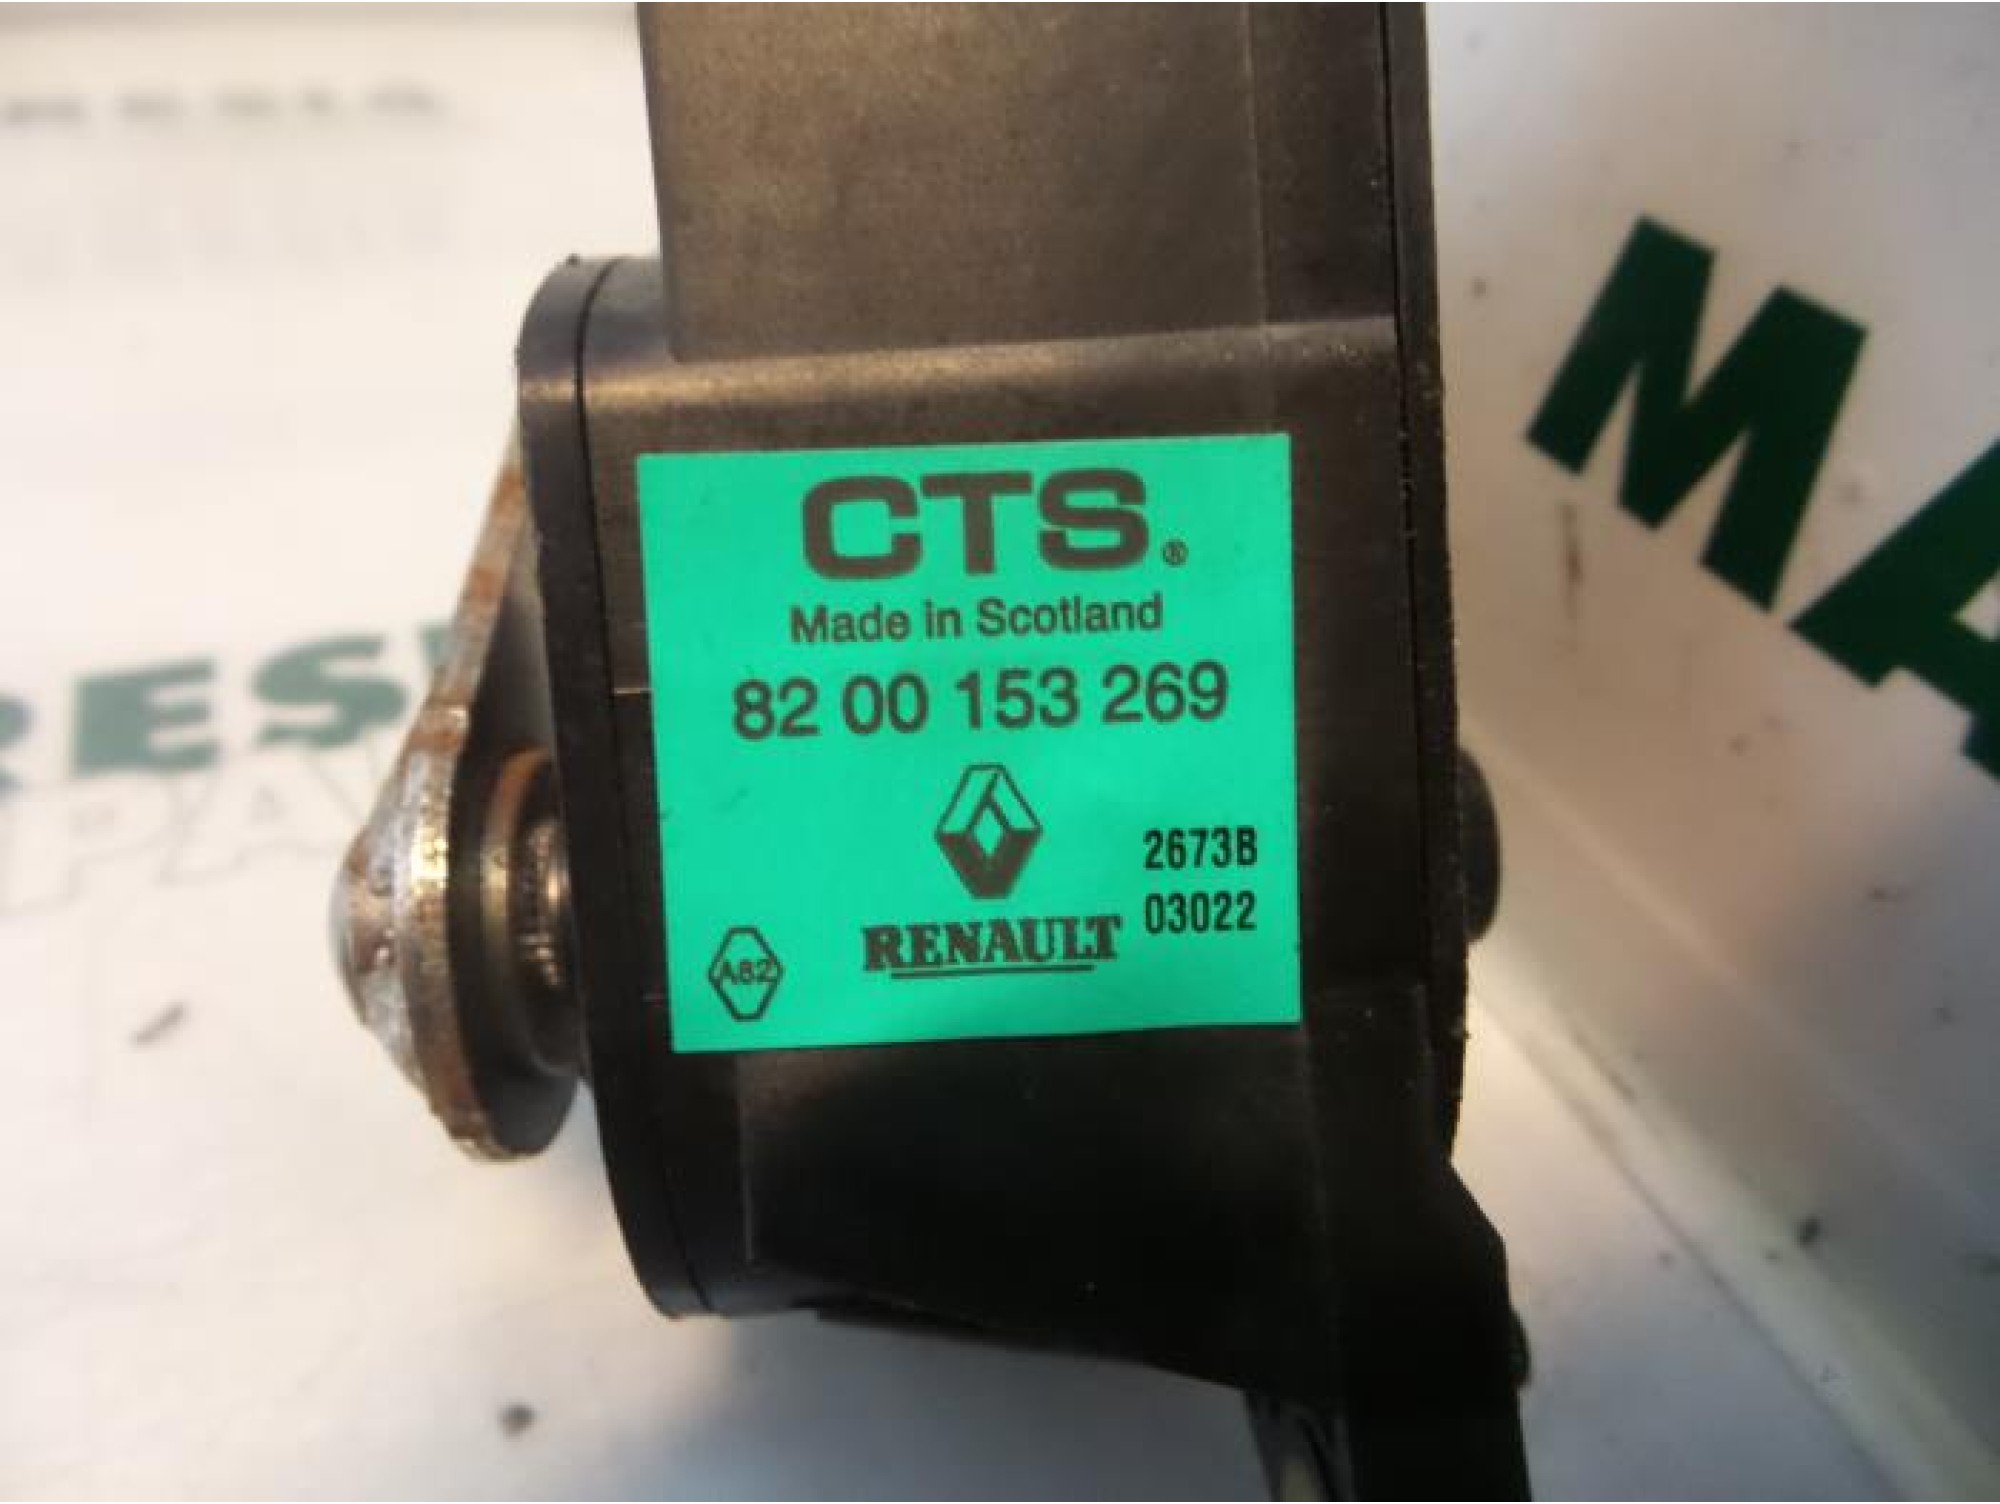 CTS®
Made in Scotland
82 00 153 269
2673B
03022
RENAULT
A82